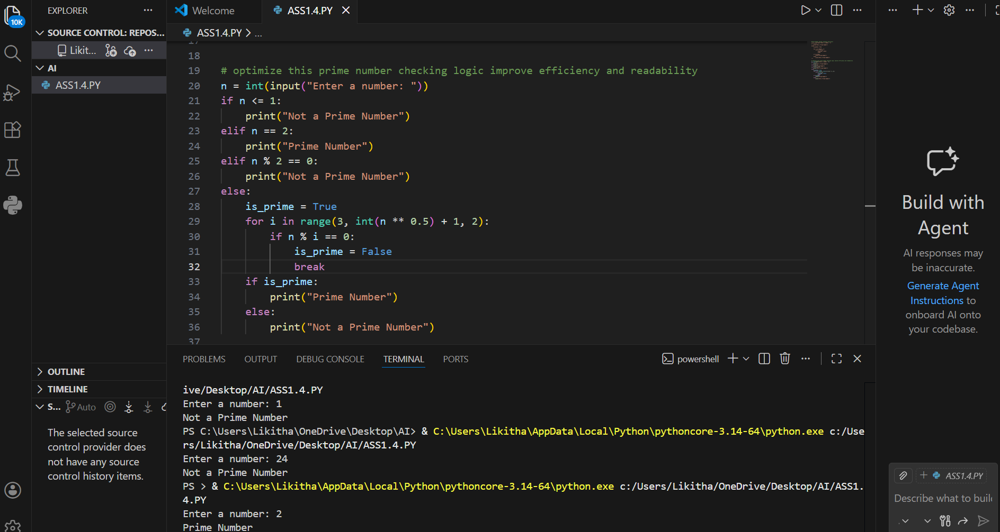 EXPLORER
10K
SOURCE CONTROL: REPOS...
Likit...
AI
ASS1.4.PY
OUTLINE
TIMELINE
S...
Auto
The selected source
control provider does
not have any source
control history items.
Welcome
ASS1.4.PY
ASS1.4.PY > ...
17
18
19 # optimize this prime number checking logic improve efficiency and readability
20 n = int(input("Enter a number: "))
21 if n <= 1:
22     print("Not a Prime Number")
23 elif n == 2:
24     print("Prime Number")
25 elif n % 2 == 0:
26     print("Not a Prime Number")
27 else:
28     is_prime = True
29     for i in range(3, int(n ** 0.5) + 1, 2):
30         if n % i == 0:
31             is_prime = False
32             break
33     if is_prime:
34         print("Prime Number")
35     else:
36         print("Not a Prime Number")
37
PROBLEMS OUTPUT DEBUG CONSOLE TERMINAL PORTS
powershell
ive/Desktop/AI/ASS1.4.PY
Enter a number: 1
Not a Prime Number
PS C:\Users\Likitha\OneDrive\Desktop\AI> & C:\Users\Likitha\AppData\Local\Python\pythoncore-3.14-64\python.exe c:/Use
rs/Likitha/OneDrive/Desktop/AI/ASS1.4.PY
Enter a number: 24
Not a Prime Number
PS > & C:\Users\Likitha\AppData\Local\Python\pythoncore-3.14-64\python.exe c:/Users/Likitha/OneDrive/Desktop/AI/ASS1.
4.PY
Enter a number: 2
Prime Number
Build with
Agent
AI responses may
be inaccurate.
Generate Agent
Instructions to
onboard AI onto
your codebase.
ASS1.4.PY
Describe what to buil